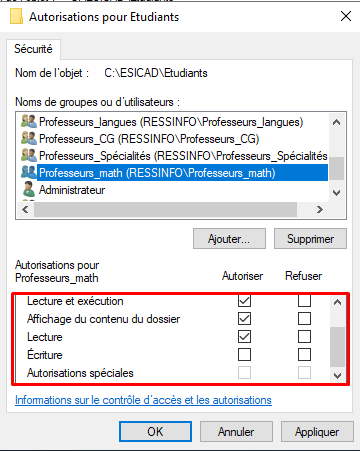 Autorisations pour Etudiants
Sécurité
Nom de l'objet : C:\ESICAD\Etudiants
Noms de groupes ou d'utilisateurs :
Professeurs_langues (RESSINFO\Professeurs_langues)
Professeurs_CG (RESSINFO\Professeurs_CG)
Professeurs_Spécialités (RESSINFO\Professeurs_Spécialités
Professeurs_math (RESSINFO\Professeurs_math)
Administrateur
Ajouter... Supprimer
Autorisations pour
Professeurs_math Autoriser Refuser
Lecture et exécution
Affichage du contenu du dossier
Lecture
Écriture
Autorisations spéciales
Informations sur le contrôle d'accès et les autorisations
OK Annuler Appliquer